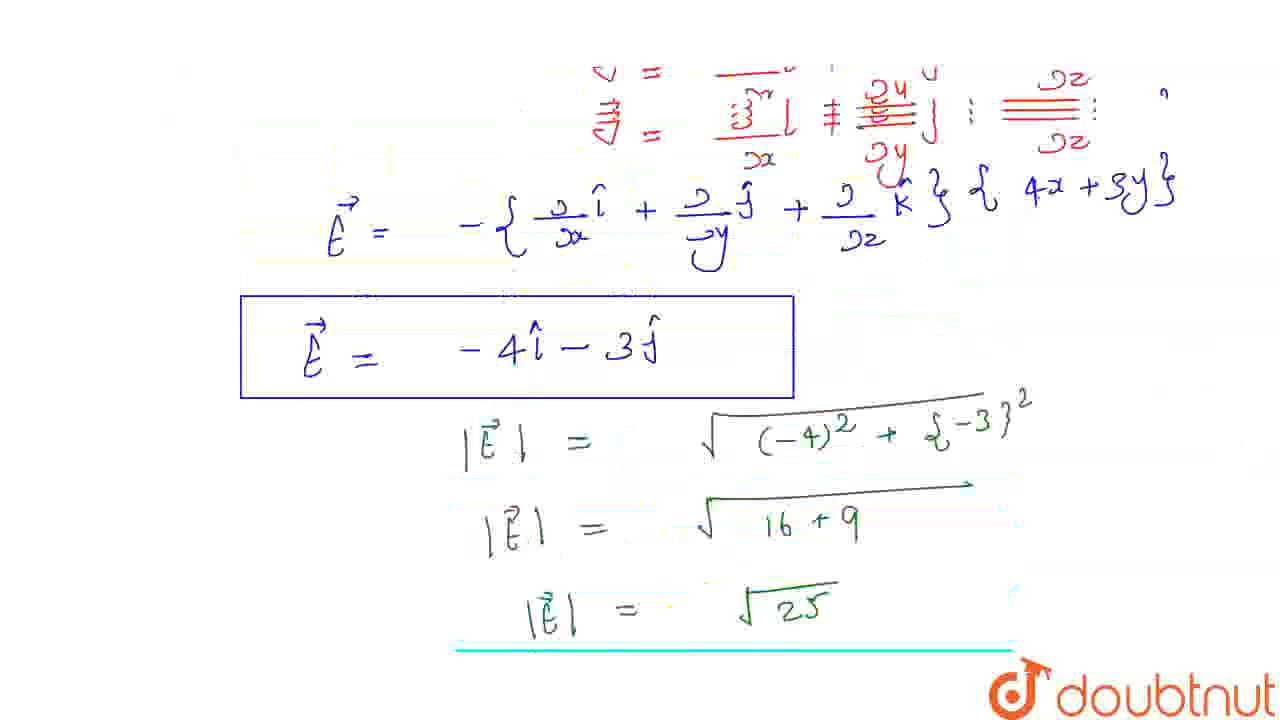 ∂z
∇⃗ = ∂x ∂y ĵ ∂z
E⃗ = -{ ∂/∂x î + ∂/∂y ĵ + ∂/∂z k̂ } { 4x + 3y }
E⃗ = -4î - 3ĵ
|E⃗| = √((-4)² + {-3}²)
|E⃗| = √(16 + 9)
|E⃗| = √25
doubtnut